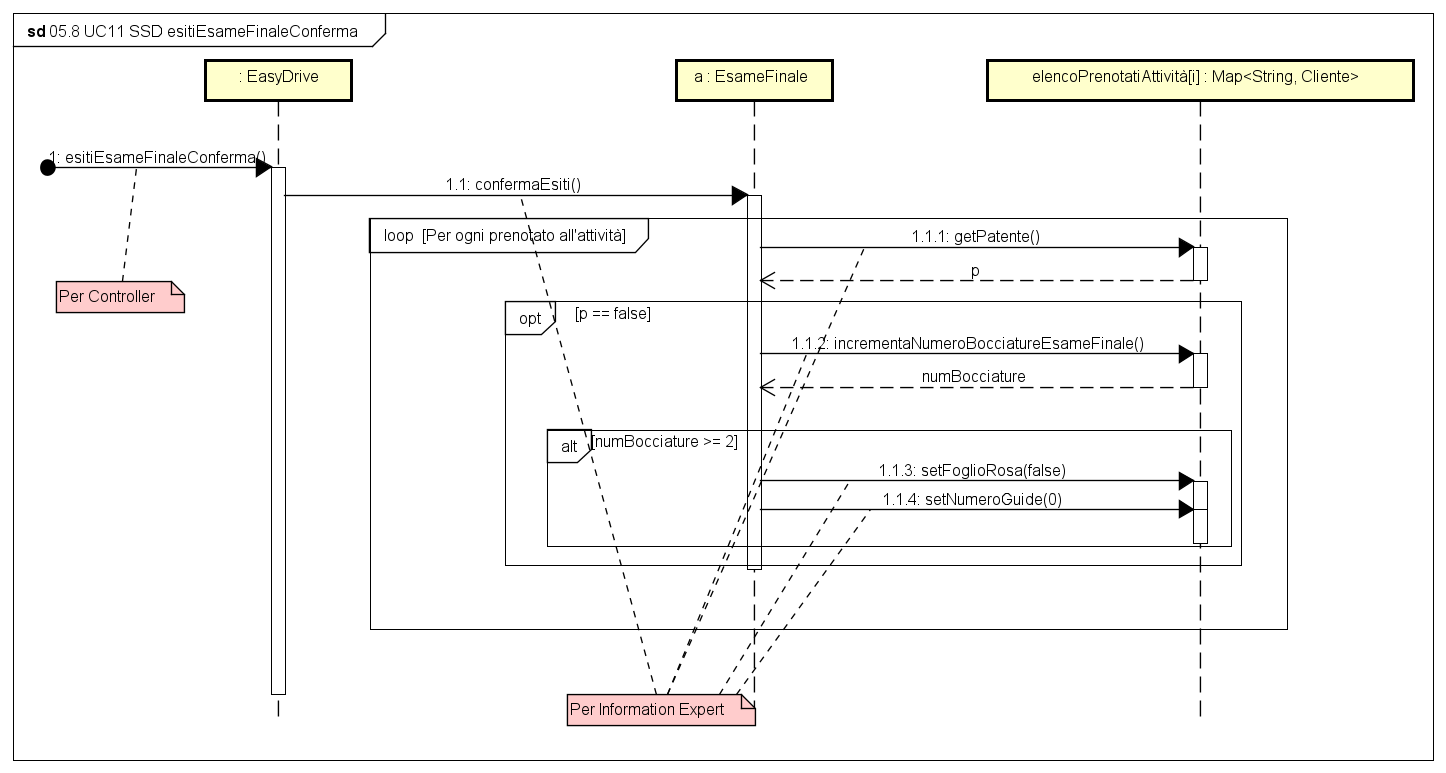 sd 05.8 UC11 SSD esitiEsameFinaleConferma
: EasyDrive
a : EsameFinale
elencoPrenotatiAttività[i] : Map<String, Cliente>
1: esitiEsameFinaleConferma()
1.1: confermaEsiti()
loop [Per ogni prenotato all'attività]
1.1.1: getPatente()
p
Per Controller
opt
[p == false]
1.1.2: incrementaNumeroBocciatureEsameFinale()
numBocciature
alt
[numBocciature >= 2]
1.1.3: setFoglioRosa(false)
1.1.4: setNumeroGuide(0)
Per Information Expert